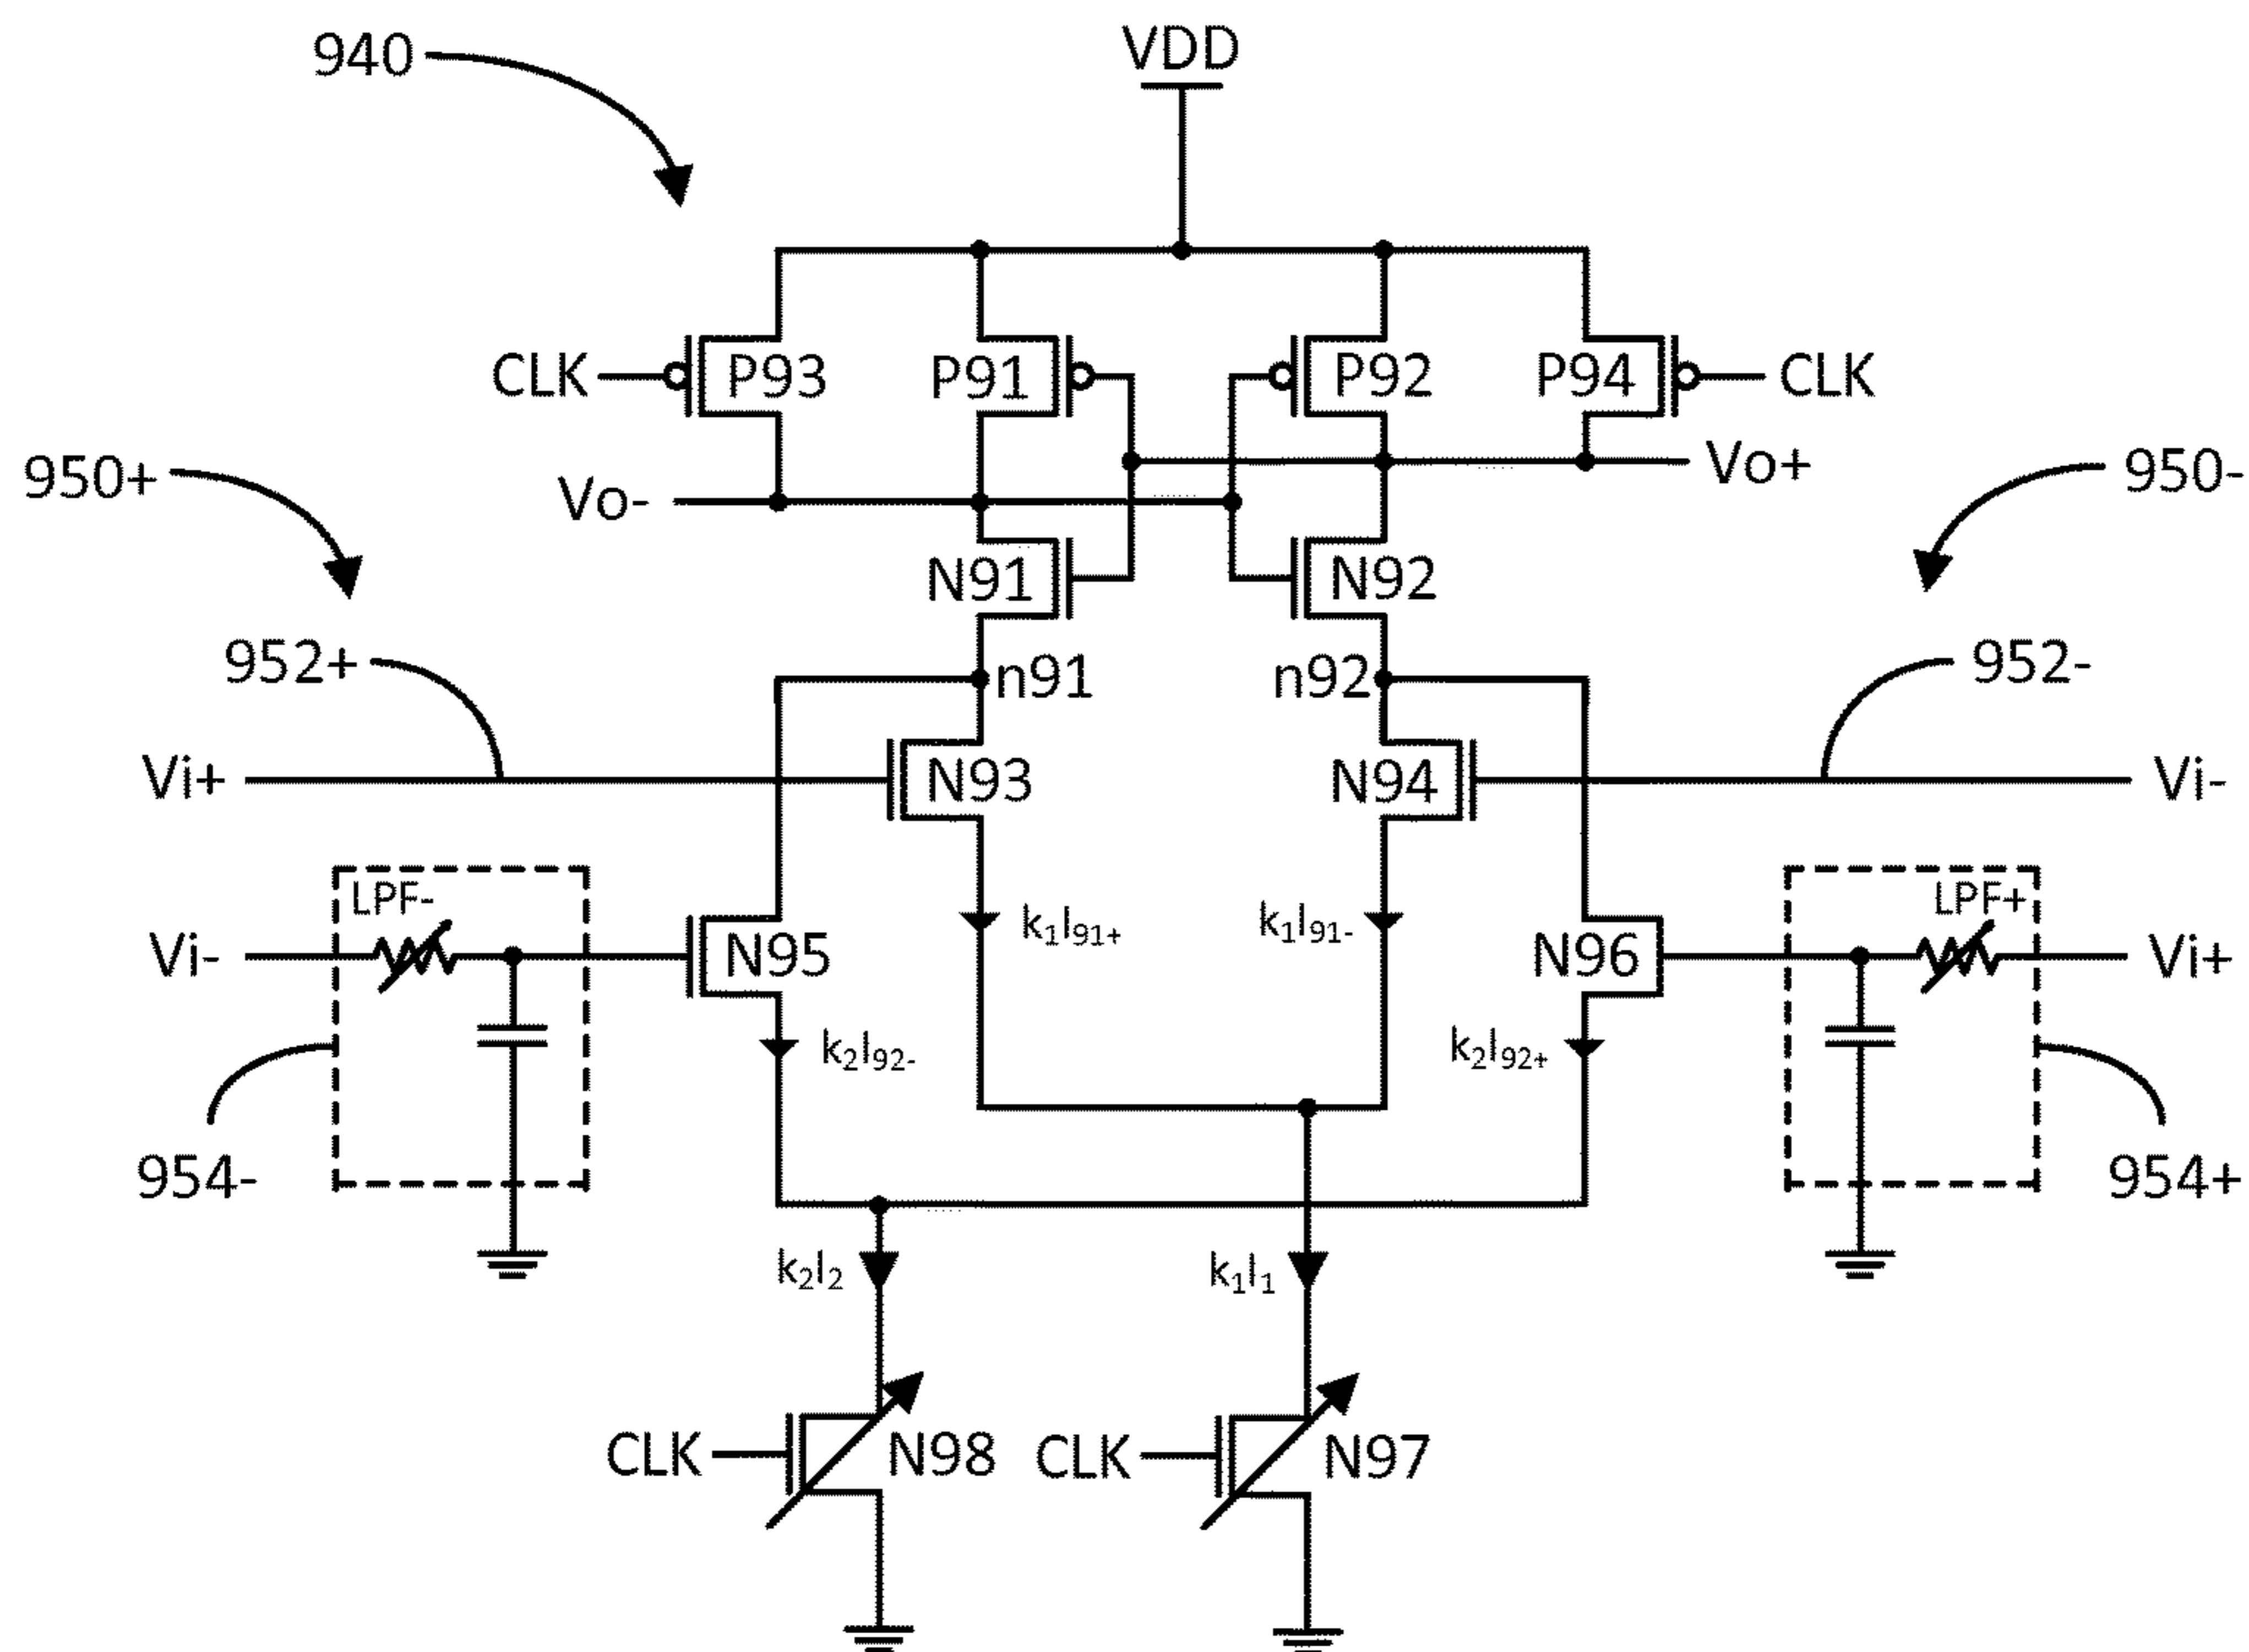 940
VDD
CLK
P93
P91
P92
P94
CLK
950+
Vo-
Vo+
950-
N91
N92
952+
n91
n92
952-
Vi+
N93
N94
Vi-
LPF-
LPF+
k₁I₉₁₊
k₁I₉₁₋
Vi-
N95
N96
Vi+
k₂I₉₂₋
k₂I₉₂₊
954-
954+
k₂I₂
k₁I₁
CLK
N98
CLK
N97